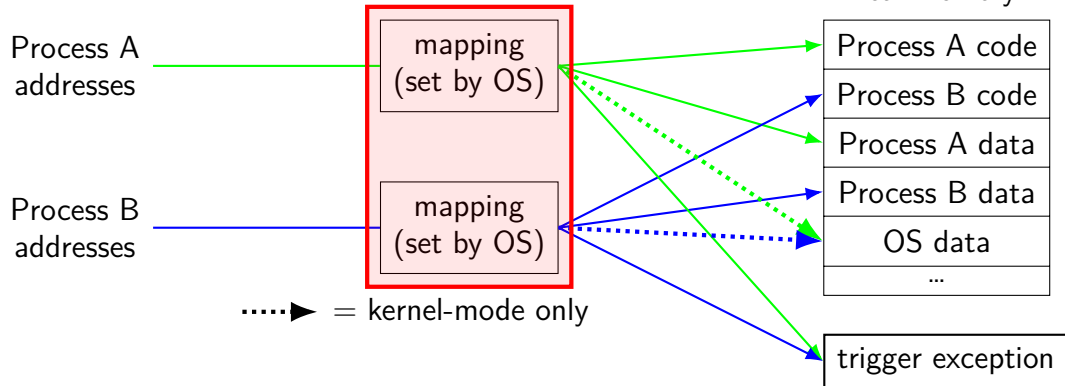 Process A
addresses
mapping
(set by OS)
Process A code
Process B code
Process A data
Process B data
OS data
...
Process B
addresses
mapping
(set by OS)
= kernel-mode only
trigger exception